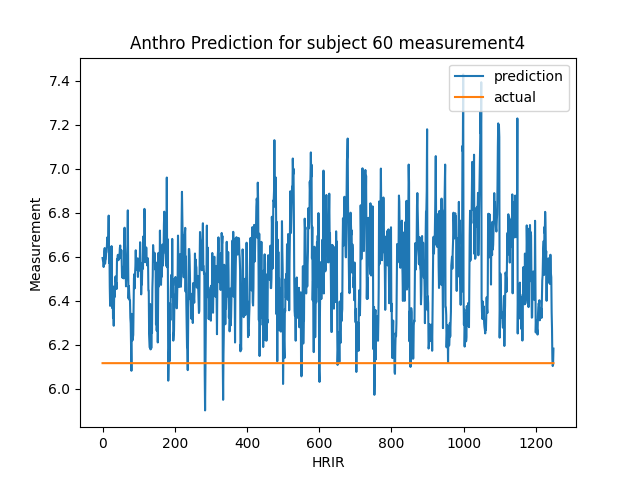 Anthro Prediction for subject 60 measurement4
prediction
actual
7.4
7.2
7.0
6.8
6.6
6.4
6.2
6.0
Measurement
0 200 400 600 800 1000 1200
HRIR